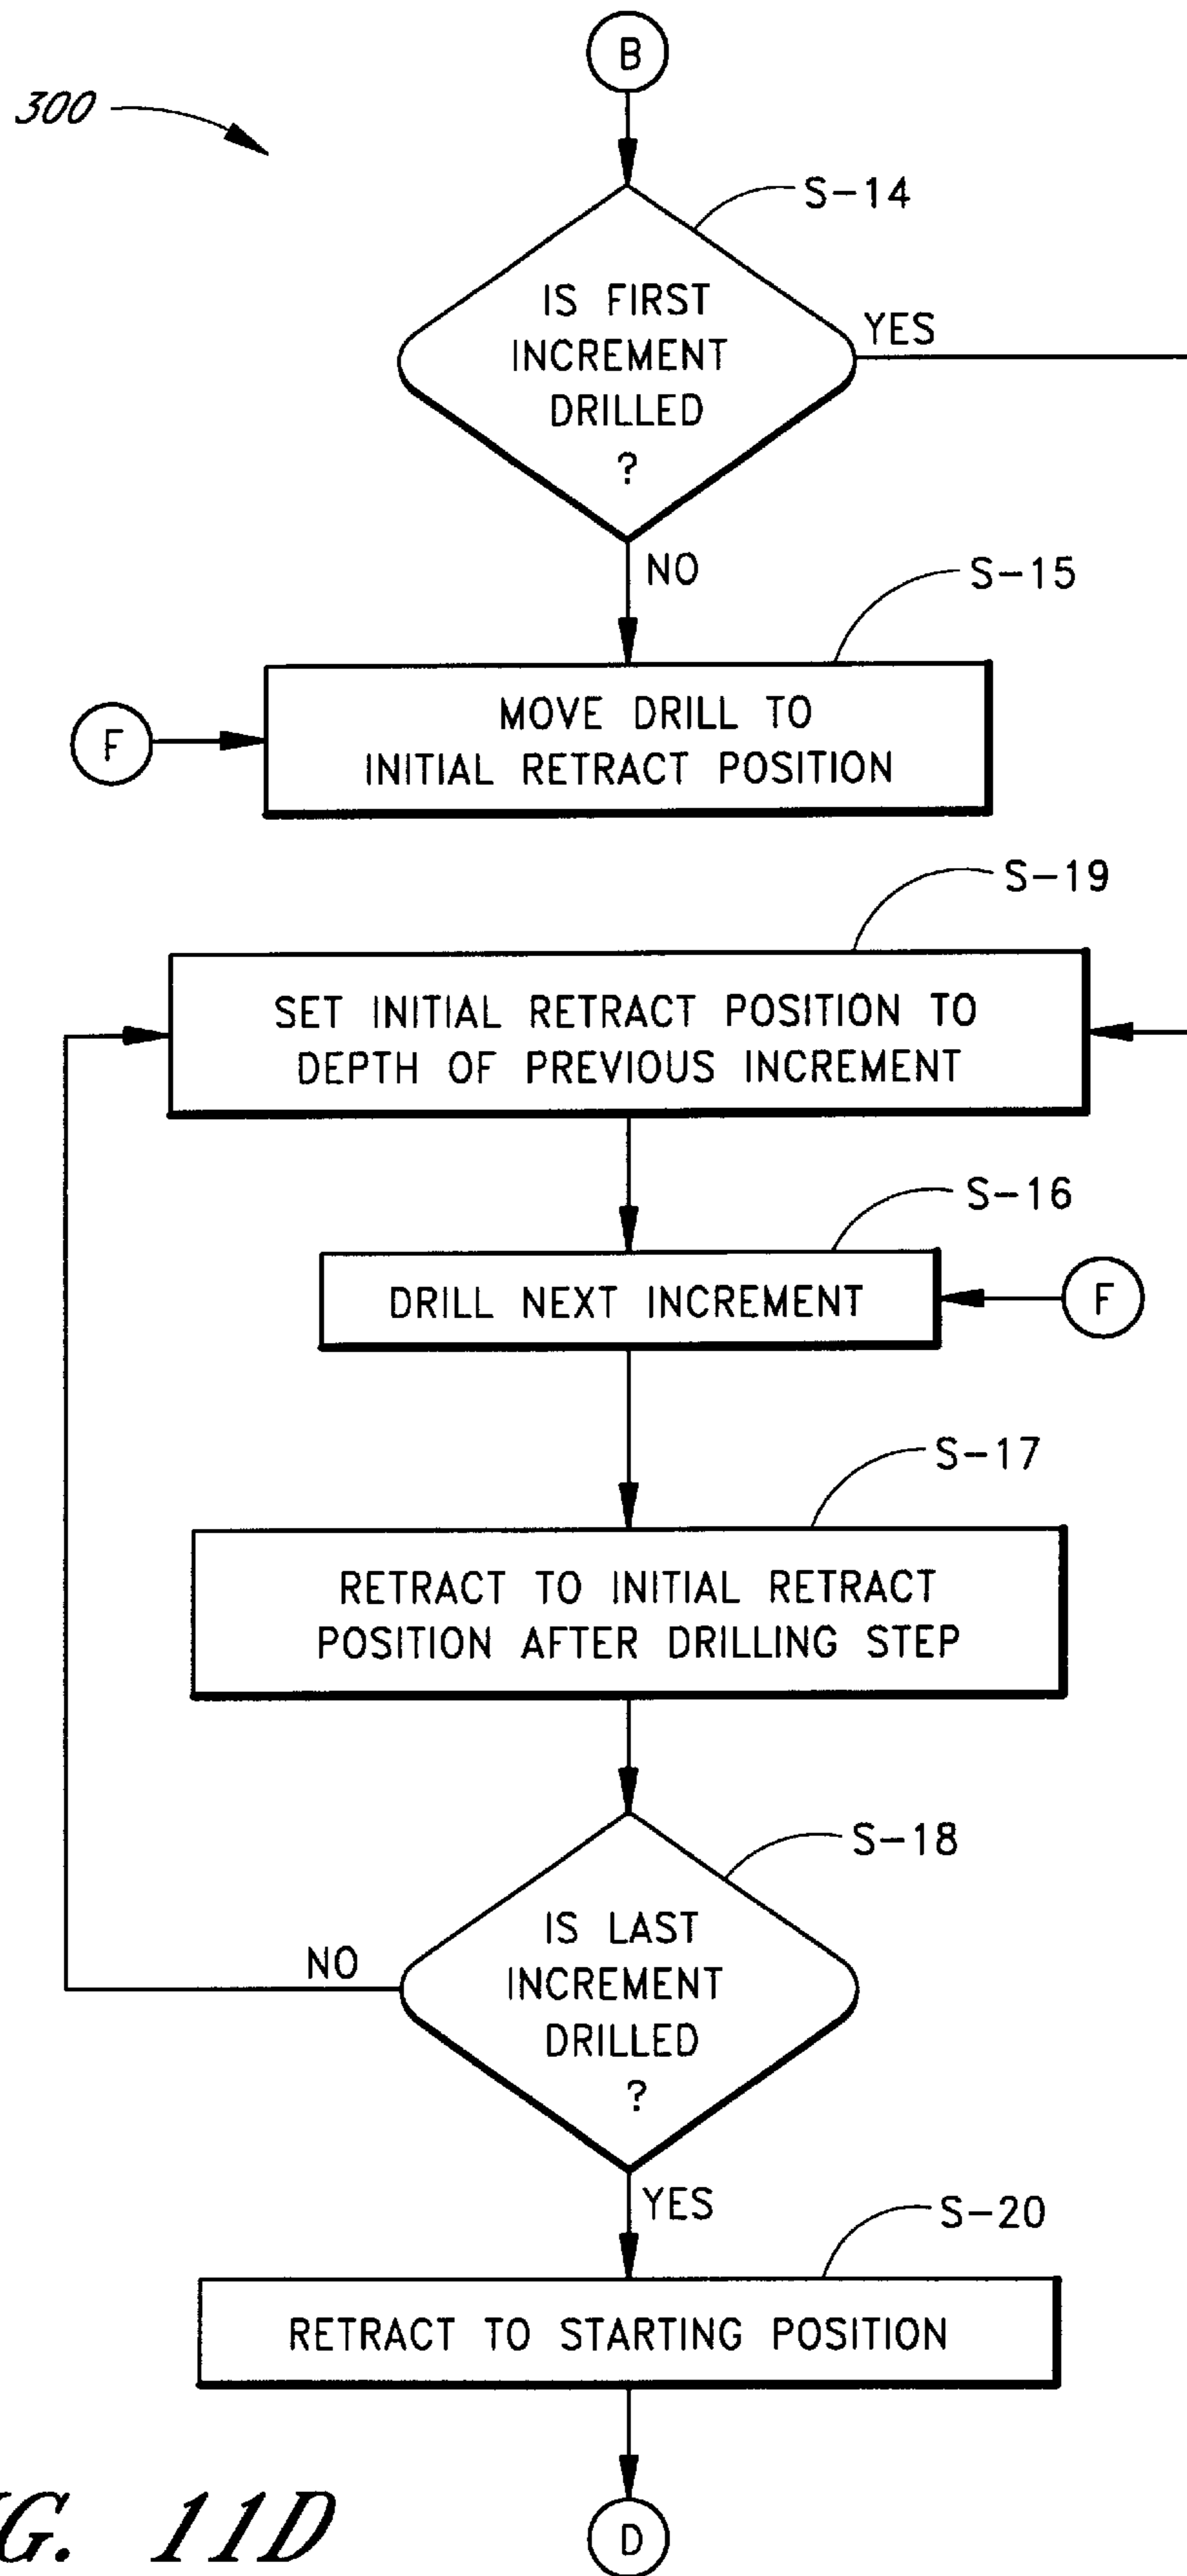 B
300
S-14
IS FIRST
INCREMENT
DRILLED
?
YES
NO
S-15
MOVE DRILL TO
INITIAL RETRACT POSITION
F
S-19
SET INITIAL RETRACT POSITION TO
DEPTH OF PREVIOUS INCREMENT
S-16
DRILL NEXT INCREMENT
F
S-17
RETRACT TO INITIAL RETRACT
POSITION AFTER DRILLING STEP
S-18
IS LAST
INCREMENT
DRILLED
?
NO
YES
S-20
RETRACT TO STARTING POSITION
D
G. 11D